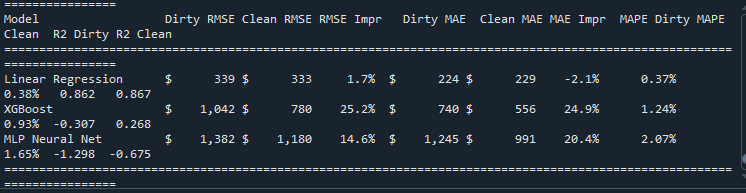 ================
Model Dirty RMSE Clean RMSE RMSE Impr Dirty MAE Clean MAE MAE Impr MAPE Dirty MAPE
Clean R2 Dirty R2 Clean
====================================================================================================
================
Linear Regression $ 339 $ 333 1.7% $ 224 $ 229 -2.1% 0.37%
0.38% 0.862 0.867
XGBoost $ 1,042 $ 780 25.2% $ 740 $ 556 24.9% 1.24%
0.93% -0.307 0.268
MLP Neural Net $ 1,382 $ 1,180 14.6% $ 1,245 $ 991 20.4% 2.07%
1.65% -1.298 -0.675
====================================================================================================
================